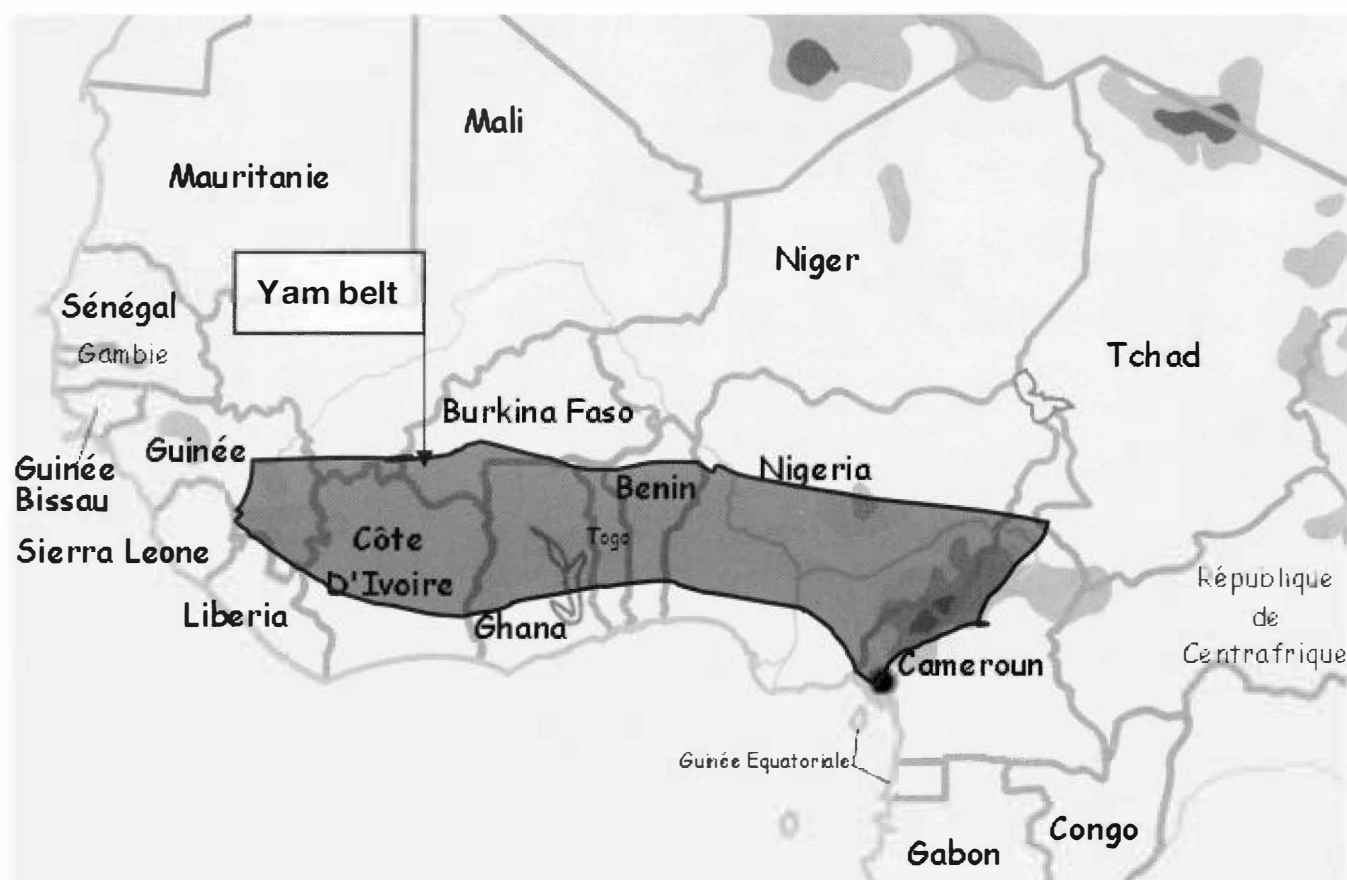 Mali
Mauritanie
Niger
Yam belt
Sénégal
Gambie
Tchad
Burkina Faso
Guinée
Guinée
Bissau
Nigeria
Benin
Togo
Côte
D'Ivoire
Sierra Leone
Liberia
Ghana
République
de
Centrafrique
Cameroun
Guinée Equatoriale
Congo
Gabon